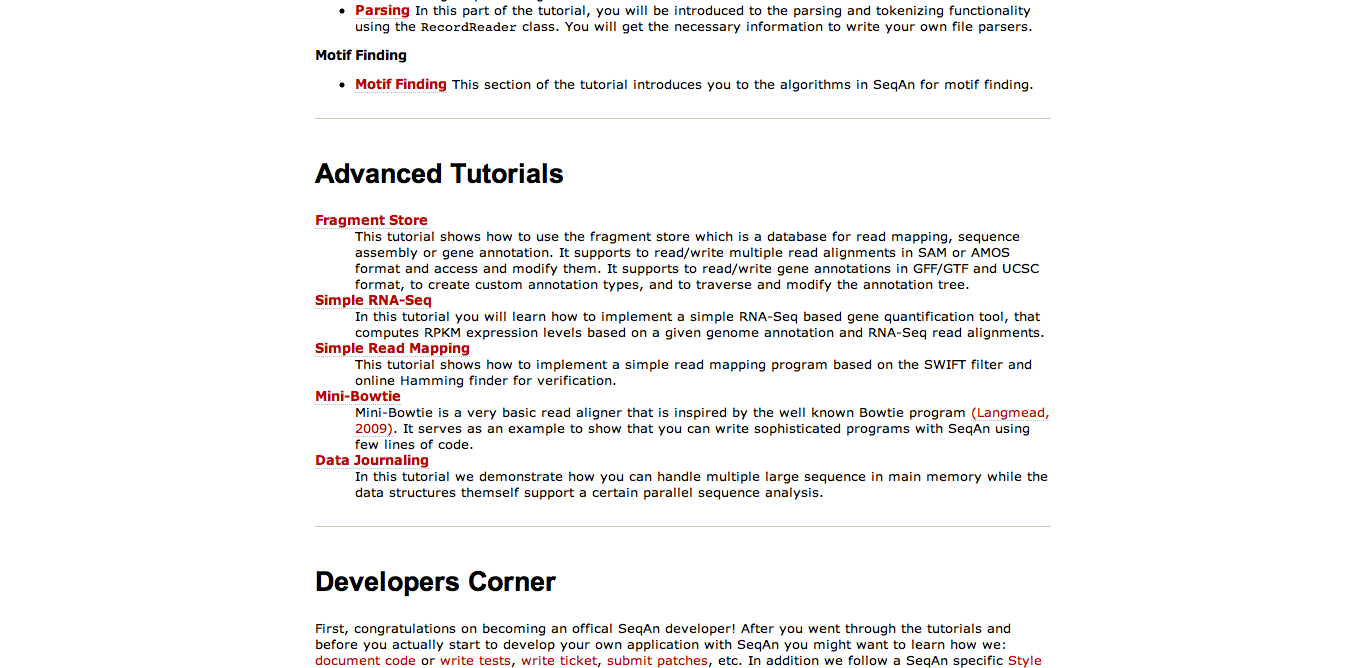 Parsing In this part of the tutorial, you will be introduced to the parsing and tokenizing functionality
using the RecordReader class. You will get the necessary information to write your own file parsers.
Motif Finding
Motif Finding This section of the tutorial introduces you to the algorithms in SeqAn for motif finding.
Advanced Tutorials
Fragment Store
This tutorial shows how to use the fragment store which is a database for read mapping, sequence
assembly or gene annotation. It supports to read/write multiple read alignments in SAM or AMOS
format and access and modify them. It supports to read/write gene annotations in GFF/GTF and UCSC
format, to create custom annotation types, and to traverse and modify the annotation tree.
Simple RNA-Seq
In this tutorial you will learn how to implement a simple RNA-Seq based gene quantification tool, that
computes RPKM expression levels based on a given genome annotation and RNA-Seq read alignments.
Simple Read Mapping
This tutorial shows how to implement a simple read mapping program based on the SWIFT filter and
online Hamming finder for verification.
Mini-Bowtie
Mini-Bowtie is a very basic read aligner that is inspired by the well known Bowtie program (Langmead,
2009). It serves as an example to show that you can write sophisticated programs with SeqAn using
few lines of code.
Data Journaling
In this tutorial we demonstrate how you can handle multiple large sequence in main memory while the
data structures themself support a certain parallel sequence analysis.
Developers Corner
First, congratulations on becoming an offical SeqAn developer! After you went through the tutorials and
before you actually start to develop your own application with SeqAn you might want to learn how we:
document code or write tests, write ticket, submit patches, etc. In addition we follow a SeqAn specific Style